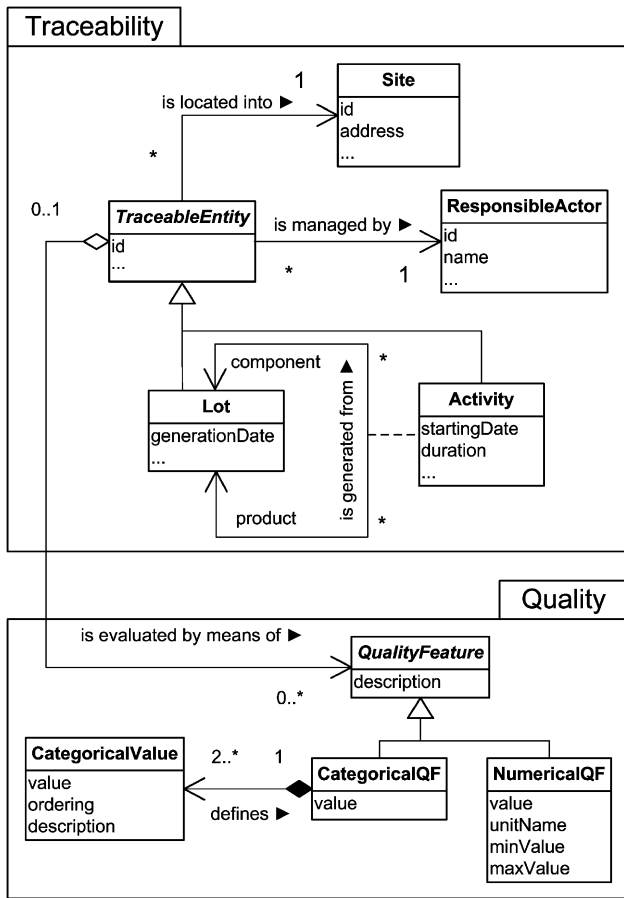 Traceability
Site
id
address
...
1
is located into ►
*
0..1
TraceableEntity
id
...
is managed by ►
*
1
ResponsibleActor
id
name
...
component
*
is generated from ►
Lot
generationDate
...
Activity
startingDate
duration
...
product
*
Quality
is evaluated by means of ►
QualityFeature
description
0..*
CategoricalValue
value
ordering
description
2..*
1
defines ►
CategoricalQF
value
NumericalQF
value
unitName
minValue
maxValue